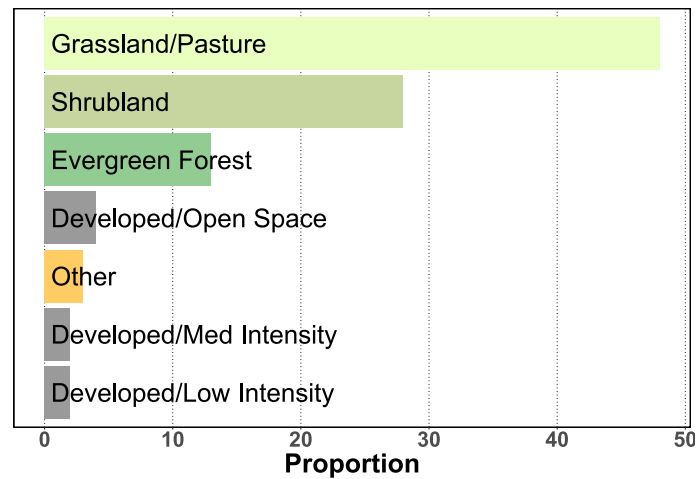 Grassland/Pasture
Shrubland
Evergreen Forest
Developed/Open Space
Other
Developed/Med Intensity
Developed/Low Intensity
0 10 20 30 40 50
Proportion